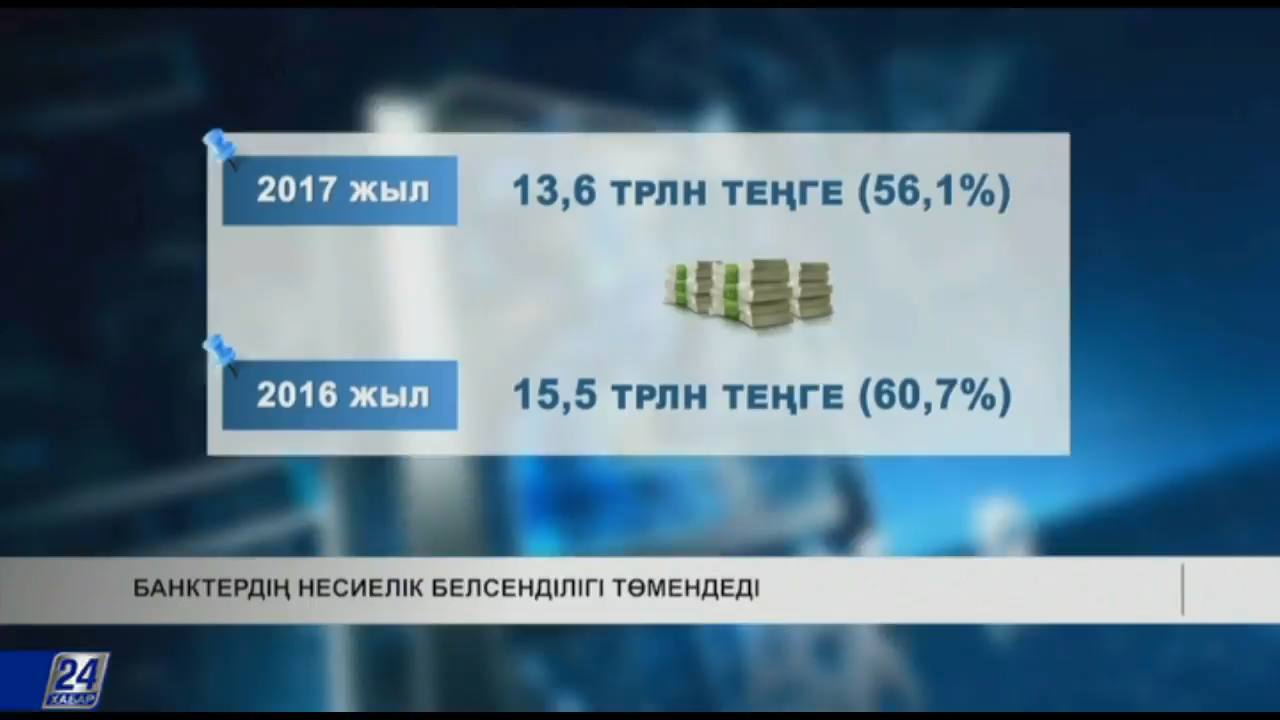 2017 жыл
13,6 ТРЛН ТЕҢГЕ (56,1%)
2016 жыл
15,5 ТРЛН ТЕҢГЕ (60,7%)
БАНКТЕРДІҢ НЕСИЕЛІК БЕЛСЕНДІЛІГІ ТӨМЕНДЕДІ
24
ХАБАР